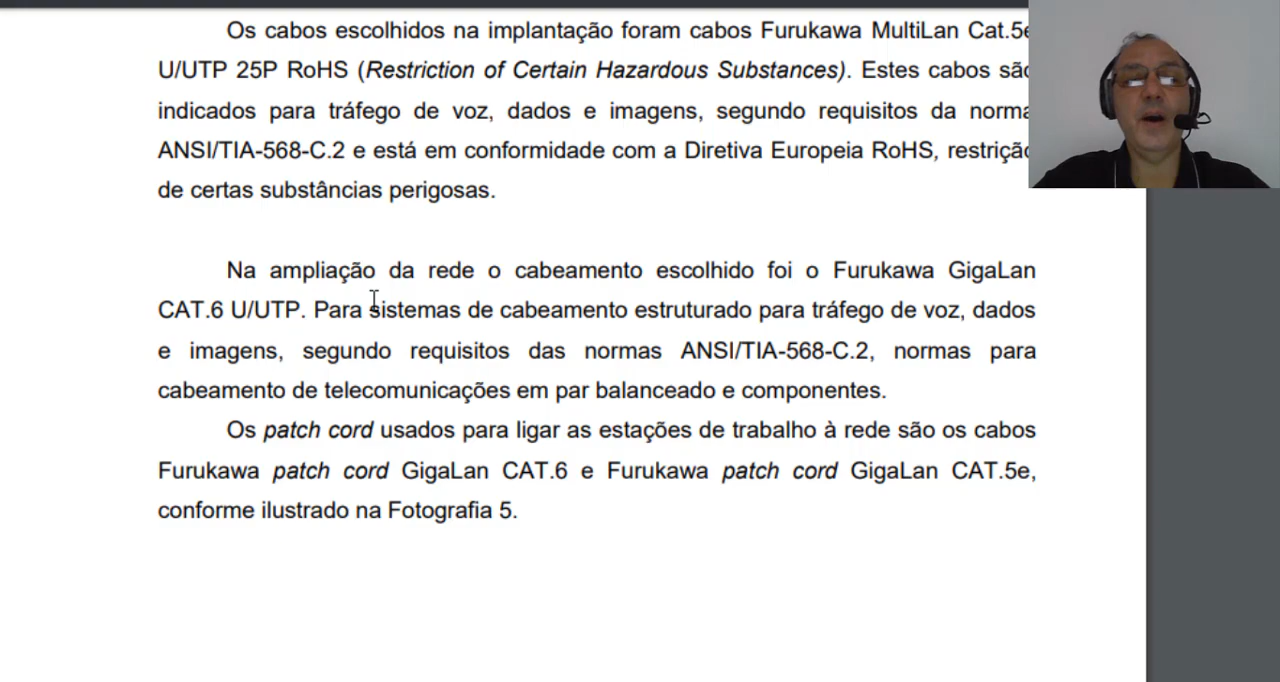 Os cabos escolhidos na implantação foram cabos Furukawa MultiLan Cat.5e
U/UTP 25P RoHS (Restriction of Certain Hazardous Substances). Estes cabos são
indicados para tráfego de voz, dados e imagens, segundo requisitos da norma
ANSI/TIA-568-C.2 e está em conformidade com a Diretiva Europeia RoHS, restrição
de certas substâncias perigosas.
Na ampliação da rede o cabeamento escolhido foi o Furukawa GigaLan
CAT.6 U/UTP. Para sistemas de cabeamento estruturado para tráfego de voz, dados
e imagens, segundo requisitos das normas ANSI/TIA-568-C.2, normas para
cabeamento de telecomunicações em par balanceado e componentes.
Os patch cord usados para ligar as estações de trabalho à rede são os cabos
Furukawa patch cord GigaLan CAT.6 e Furukawa patch cord GigaLan CAT.5e,
conforme ilustrado na Fotografia 5.